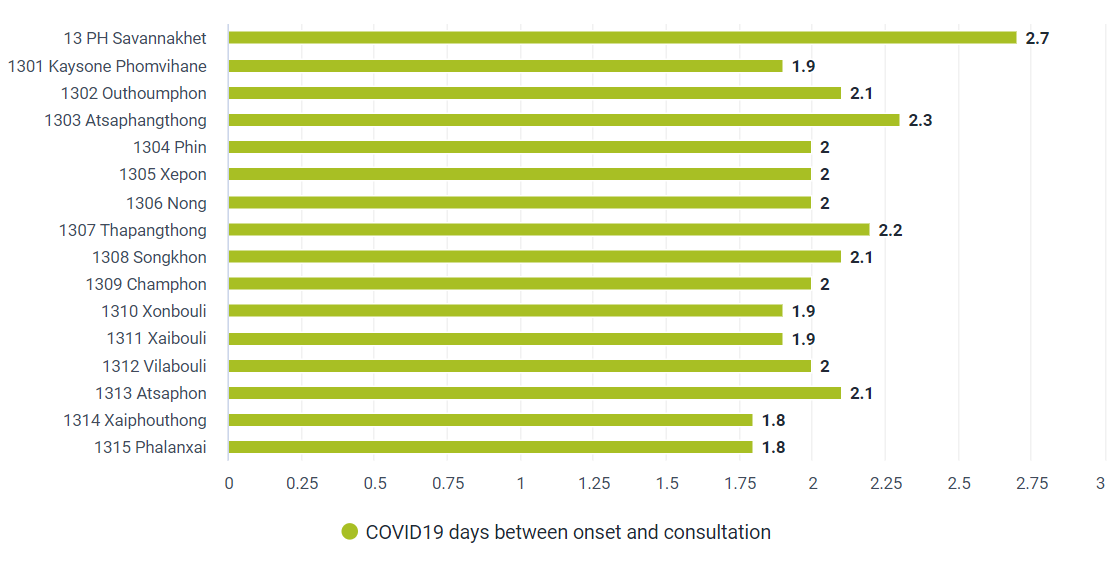 13 PH Savannakhet 2.7
1301 Kaysone Phomvihane 1.9
1302 Outhoumphon 2.1
1303 Atsaphangthong 2.3
1304 Phin 2
1305 Xepon 2
1306 Nong 2
1307 Thapangthong 2.2
1308 Songkhon 2.1
1309 Champhon 2
1310 Xonbouli 1.9
1311 Xaibouli 1.9
1312 Vilabouli 2
1313 Atsaphon 2.1
1314 Xaiphouthong 1.8
1315 Phalanxai 1.8
0 0.25 0.5 0.75 1 1.25 1.5 1.75 2 2.25 2.5 2.75 3
COVID19 days between onset and consultation